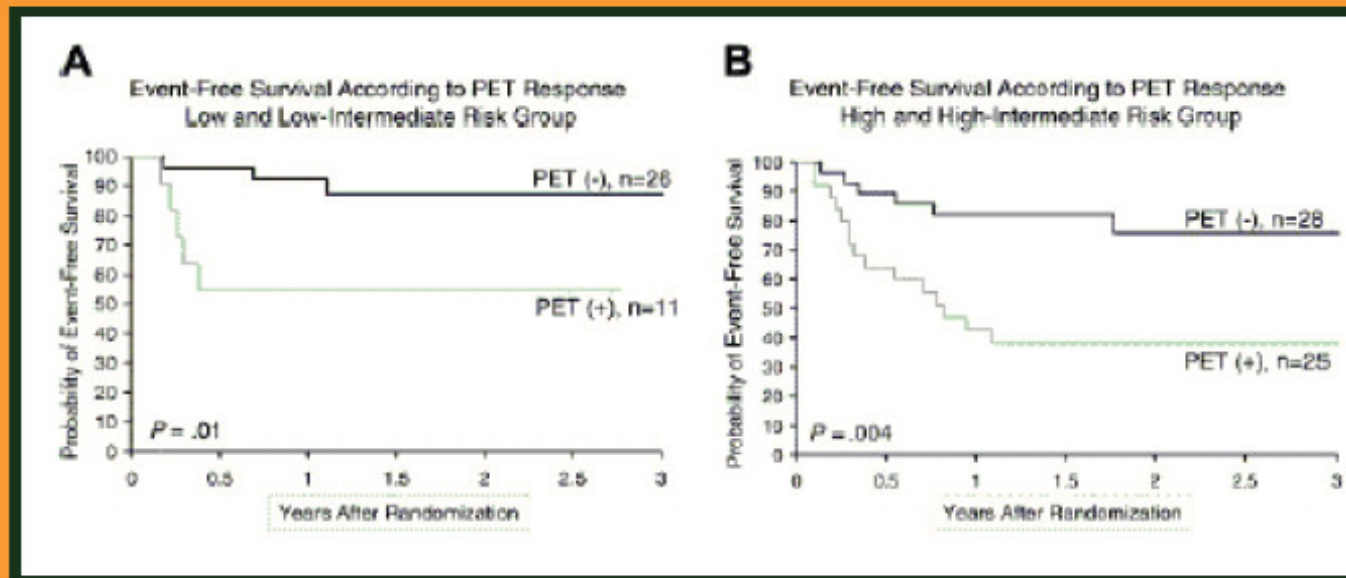 A
Event-Free Survival According to PET Response
Low and Low-Intermediate Risk Group
Probability of Event-Free Survival
100
90
80
70
60
50
40
30
20
10
0
PET (-), n=26
PET (+), n=11
P = .01
0 0.5 1 1.5 2 2.5 3
Years After Randomization
B
Event-Free Survival According to PET Response
High and High-Intermediate Risk Group
Probability of Event-Free Survival
100
90
80
70
60
50
40
30
20
10
0
PET (-), n=28
PET (+), n=25
P = .004
0 0.5 1 1.5 2 2.5 3
Years After Randomization